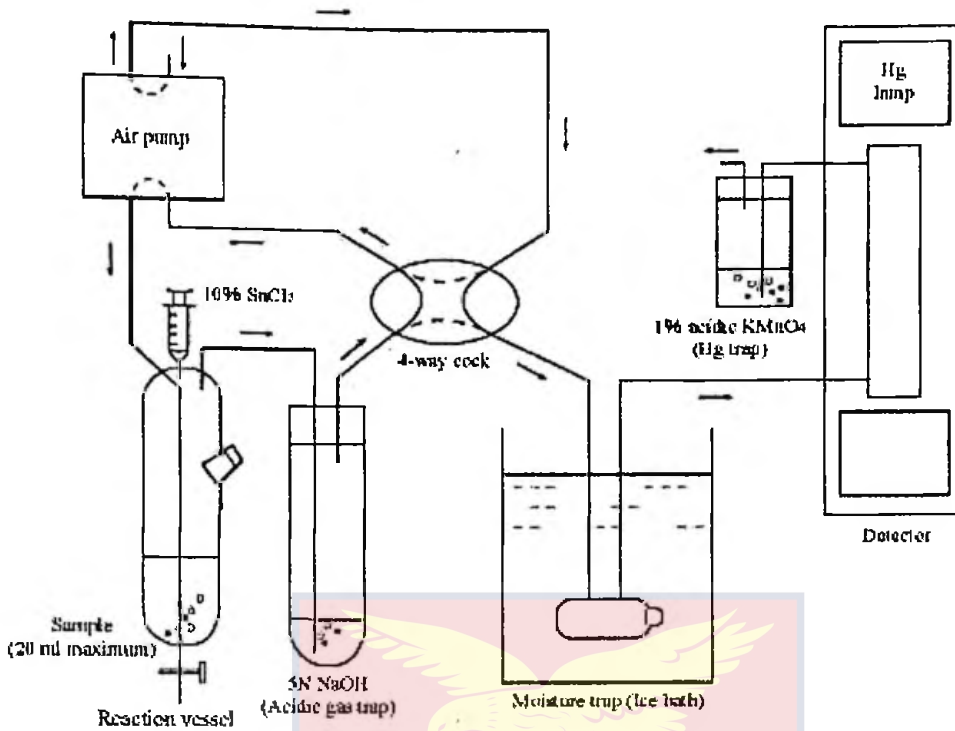 Air pump
Hg
lamp
10% SnCl2
4-way cock
1% acidic KMnO4
(Hg trap)
Detector
Sample
(20 ml maximum)
5N NaOH
(Acidic gas trap)
Moisture trap (Ice bath)
Reaction vessel